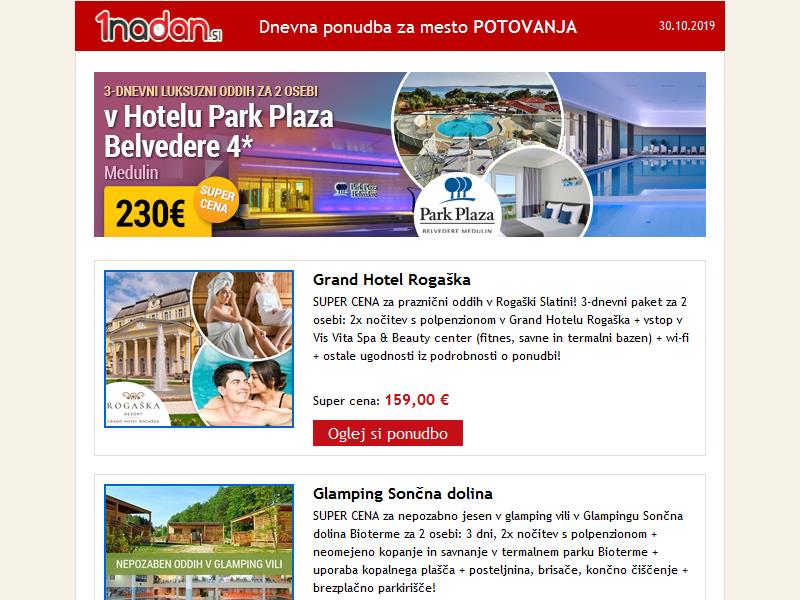 1nadan.si
Dnevna ponudba za mesto POTOVANJA
30.10.2019
3-DNEVNI LUKSUZNI ODDIH ZA 2 OSEBI
v Hotelu Park Plaza
Belvedere 4*
Medulin
230€
SUPER
CENA
Park Plaza
Belvedere
Park Plaza
BELVEDERE MEDULIN
Grand Hotel Rogaška
SUPER CENA za praznični oddih v Rogaški Slatini! 3-dnevni paket za 2
osebi: 2x nočitev s polpenzionom v Grand Hotelu Rogaška + vstop v
Vis Vita Spa & Beauty center (fitnes, savne in termalni bazen) + wi-fi
+ ostale ugodnosti iz podrobnosti o ponudbi!
ROGAŠKA
RESORT
GRAND HOTEL ROGAŠKA
Super cena: 159,00 €
Oglej si ponudbo
Glamping Sončna dolina
SUPER CENA za nepozabno jesen v glamping vili v Glampingu Sončna
dolina Bioterme za 2 osebi: 3 dni, 2x nočitev s polpenzionom +
neomejeno kopanje in savnanje v termalnem parku Bioterme +
uporaba kopalnega plašča + posteljnina, brisače, končno čiščenje +
brezplačno parkirišče!
NEPOZABEN ODDIH V GLAMPING VILI